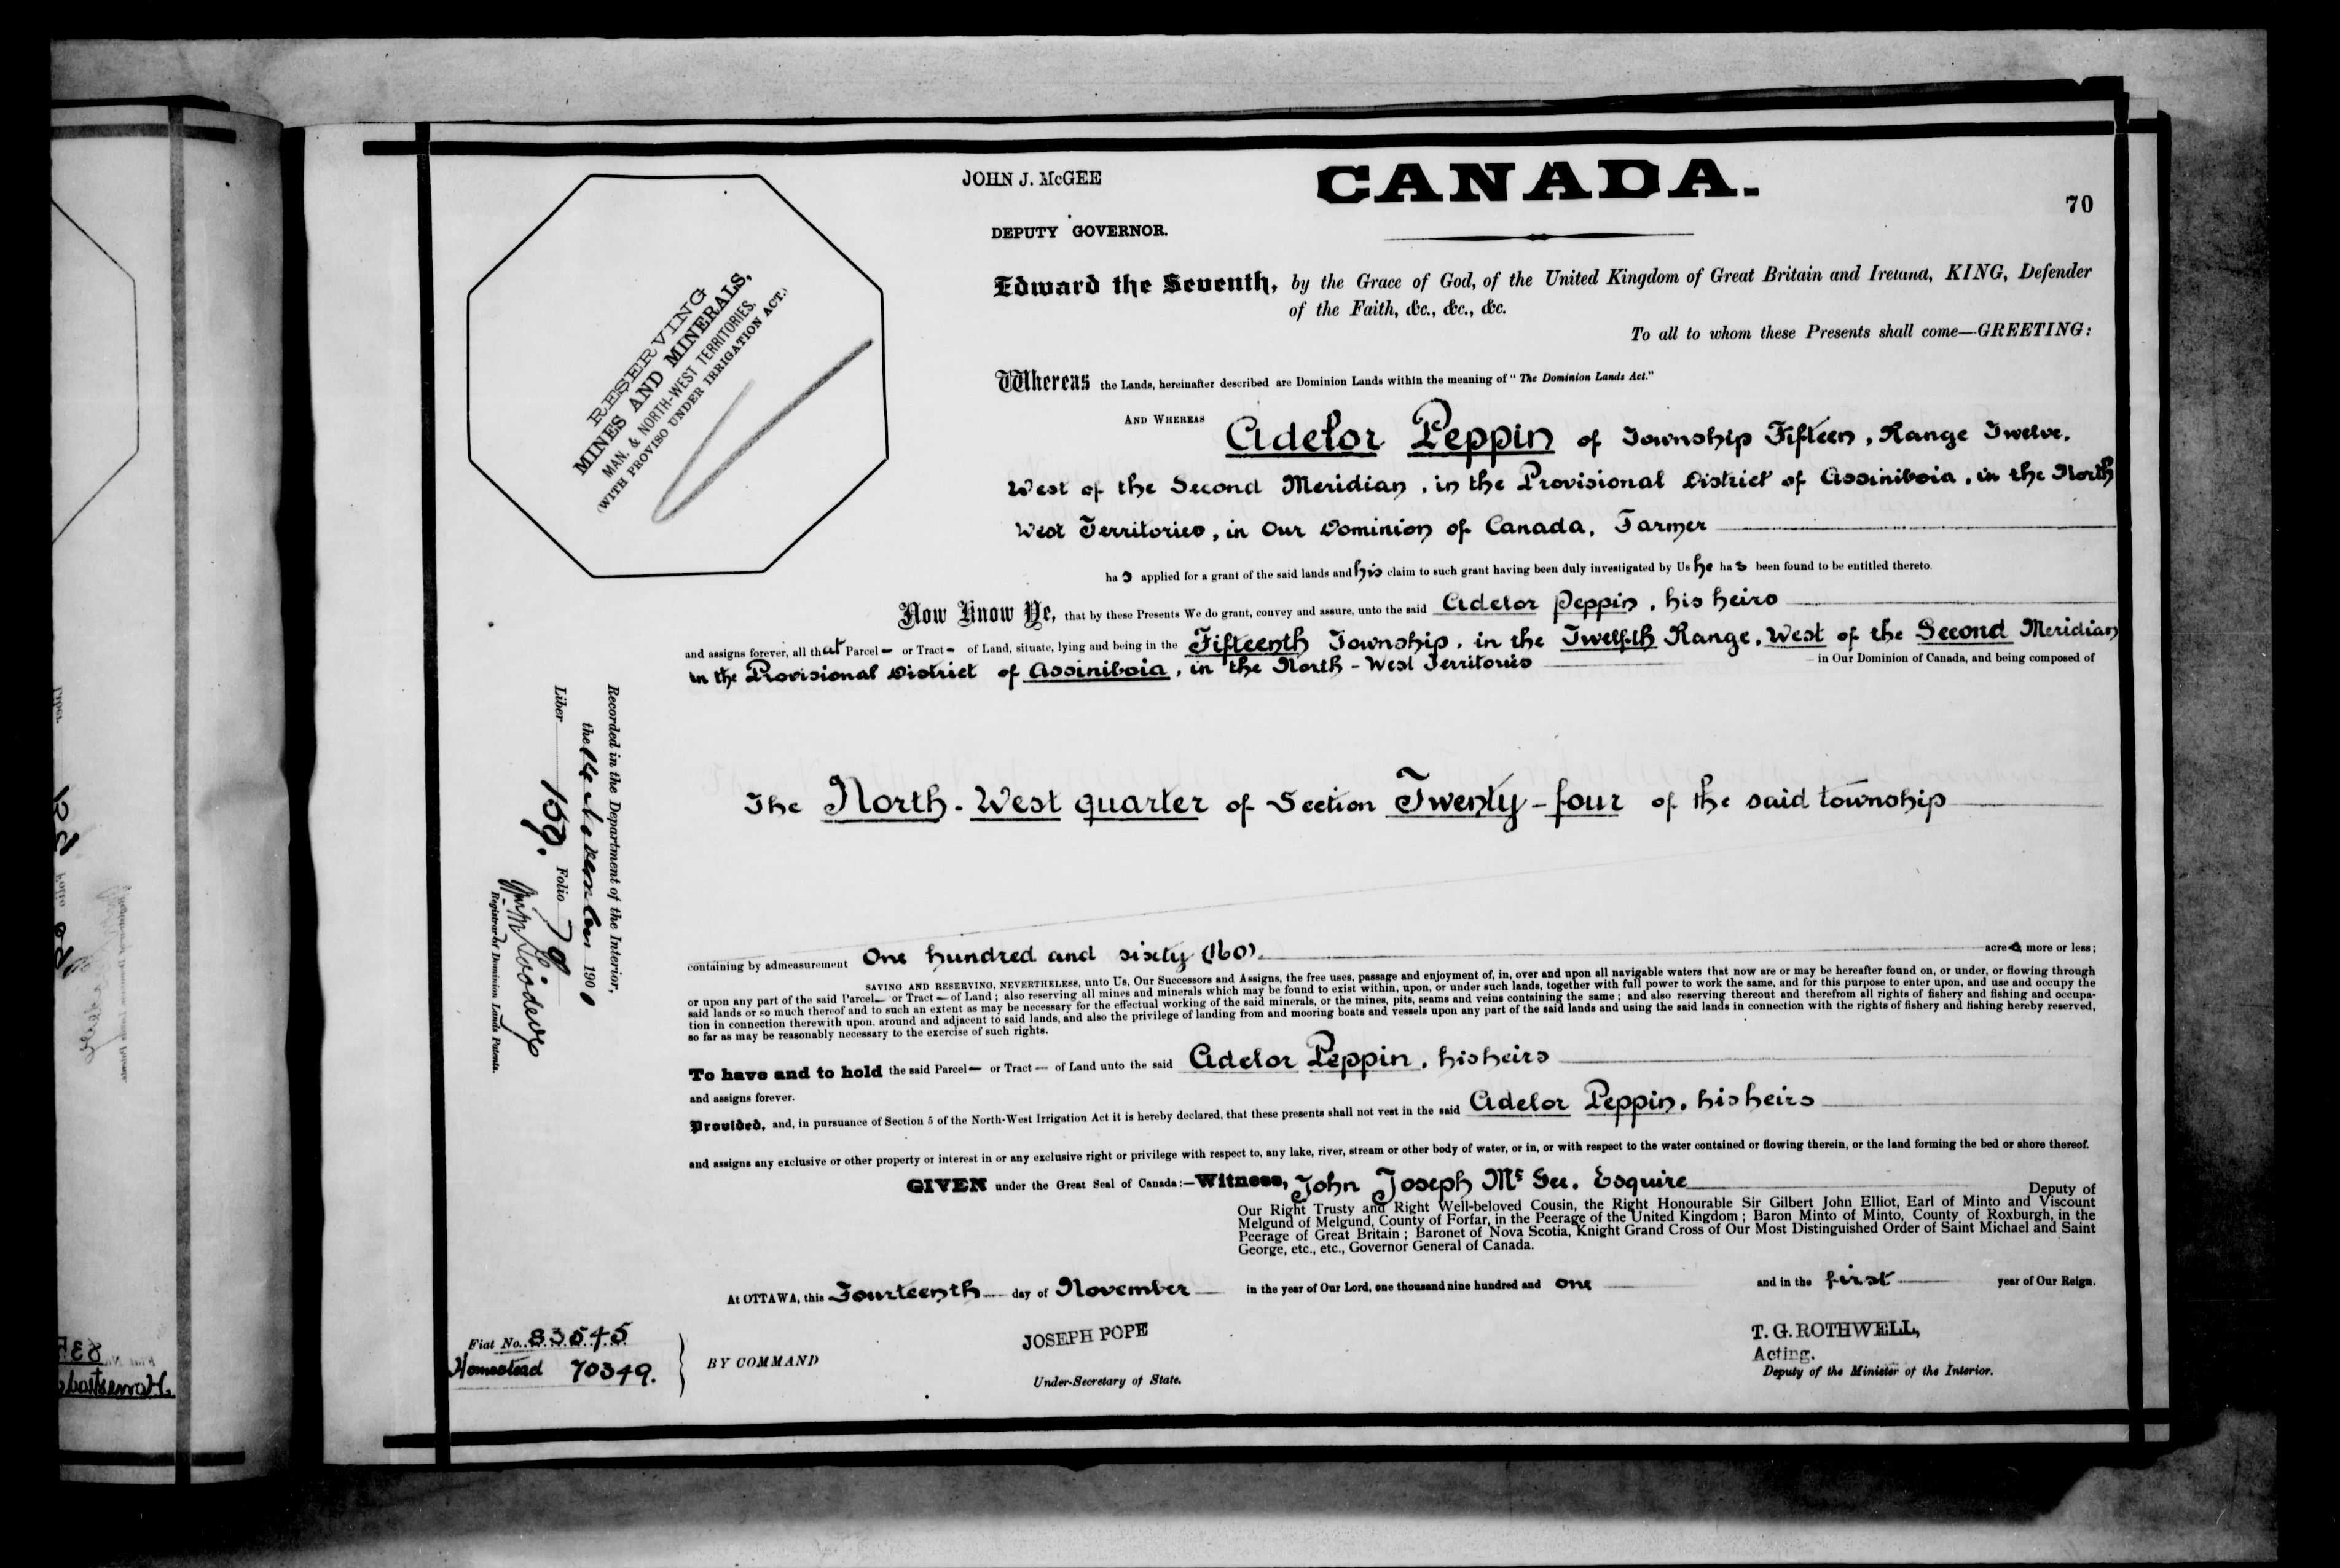 JOHN J. McGEE
CANADA.
70
DEPUTY GOVERNOR.
RESERVING
MINES AND MINERALS,
MAN. & NORTH-WEST TERRITORIES.
(WITH PROVISO UNDER IRRIGATION ACT.)
Edward the Seventh, by the Grace of God, of the United Kingdom of Great Britain and Ireland, KING, Defender
of the Faith, &c., &c., &c.
To all to whom these Presents shall come—GREETING:
Whereas the Lands, hereinafter described are Dominion Lands within the meaning of "The Dominion Lands Act."
AND WHEREAS Adelor Peppin of Township Fifteen, Range Twelve,
West of the Second Meridian, in the Provisional District of Assiniboia, in the North
West Territories, in Our Dominion of Canada, Farmer
has applied for a grant of the said lands and his claim to such grant having been duly investigated by Us he has been found to be entitled thereto.
Now Know Ye, that by these Presents We do grant, convey and assure, unto the said Adelor Peppin, his heirs
and assigns forever, all that Parcel – or Tract – of Land, situate, lying and being in the Fifteenth Township, in the Twelfth Range, West of the Second Meridian
in the Provisional District of Assiniboia, in the North-West Territories in Our Dominion of Canada, and being composed of
The North-West quarter of Section Twenty-four of the said township
Recorded in the Department of the Interior,
the 190
Liber 159. Folio 79
Registrar of Dominion Lands Patents.
containing by admeasurement One hundred and sixty (160) acres more or less;
SAVING AND RESERVING, NEVERTHELESS, unto Us, Our Successors and Assigns, the free uses, passage and enjoyment of, in, over and upon all navigable waters that now are or may be hereafter found on, or under, or flowing through
or upon any part of the said Parcel – or Tract – of Land; also reserving all mines and minerals which may be found to exist within, upon, or under such lands, together with full power to work the same, and for this purpose to enter upon, and use and occupy the
said lands or so much thereof and to such an extent as may be necessary for the effectual working of the said minerals, or the mines, pits, seams and veins containing the same; and also reserving thereout and therefrom all rights of fishery and fishing and occupa-
tion in connection therewith upon, around and adjacent to said lands, and also the privilege of landing from and mooring boats and vessels upon any part of the said lands and using the said lands in connection with the rights of fishery and fishing hereby reserved,
so far as may be reasonably necessary to the exercise of such rights.
To have and to hold the said Parcel – or Tract – of Land unto the said Adelor Peppin, his heirs
and assigns forever.
Provided, and, in pursuance of Section 5 of the North-West Irrigation Act it is hereby declared, that these presents shall not vest in the said Adelor Peppin, his heirs
and assigns any exclusive or other property or interest in or any exclusive right or privilege with respect to, any lake, river, stream or other body of water, or in, or with respect to the water contained or flowing therein, or the land forming the bed or shore thereof.
GIVEN under the Great Seal of Canada:—Witness, John Joseph McGee, Esquire Deputy of
Our Right Trusty and Right Well-beloved Cousin, the Right Honourable Sir Gilbert John Elliot, Earl of Minto and Viscount
Melgund of Melgund, County of Forfar, in the Peerage of the United Kingdom; Baron Minto of Minto, County of Roxburgh, in the
Peerage of Great Britain; Baronet of Nova Scotia, Knight Grand Cross of Our Most Distinguished Order of Saint Michael and Saint
George, etc., etc., Governor General of Canada.
At OTTAWA, this Fourteenth day of November in the year of Our Lord, one thousand nine hundred and one and in the first year of Our Reign.
Fiat No. 83545
Homestead 70349.
BY COMMAND
JOSEPH POPE
Under-Secretary of State.
T. G. ROTHWELL,
Acting.
Deputy of the Minister of the Interior.